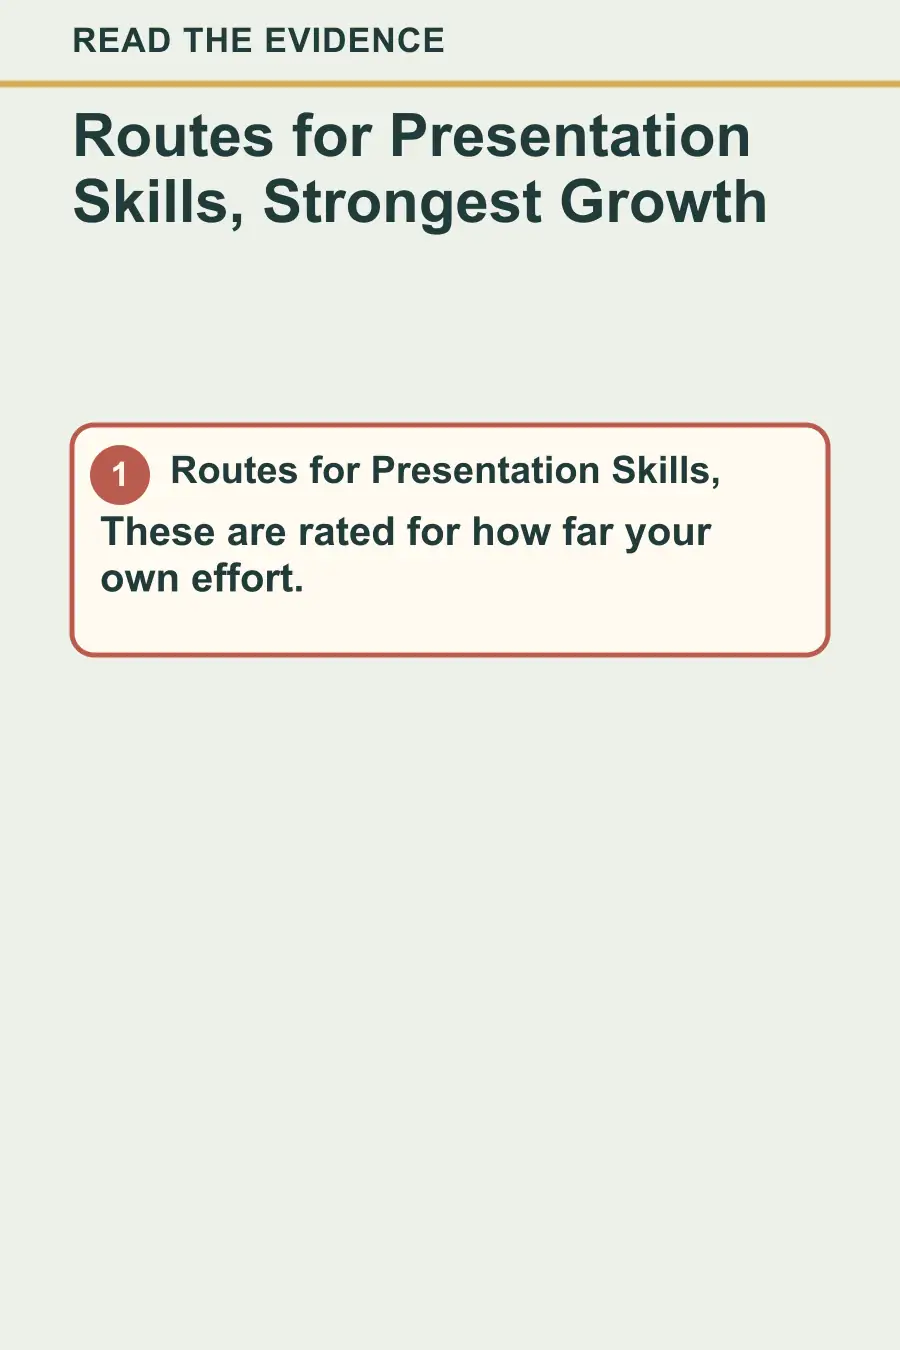 READ THE EVIDENCE
Routes for Presentation
Skills, Strongest Growth
1 Routes for Presentation Skills,
These are rated for how far your
own effort.